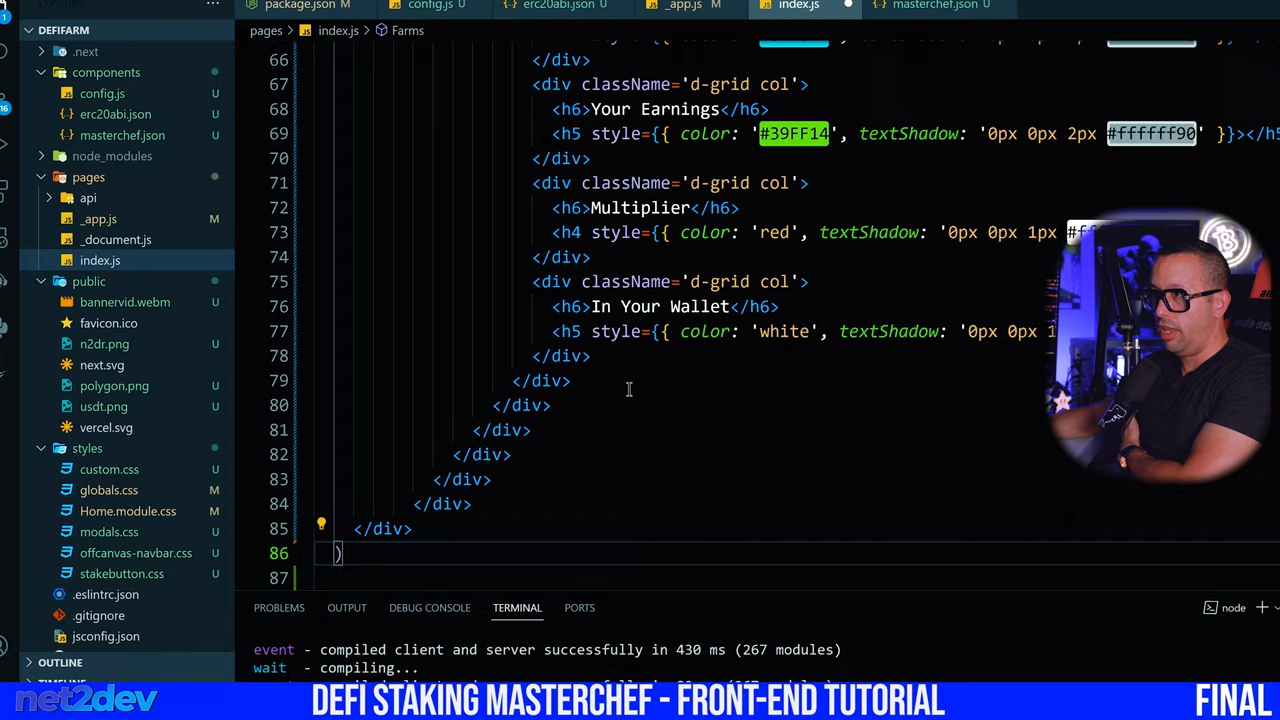 package.json M
config.js U
erc20abi.json U
_app.js M
index.js
masterchef.json U
DEFIFARM
pages > index.js > Farms
.next
components
config.js U
erc20abi.json U
masterchef.json U
node_modules
pages
api
_app.js M
_document.js
index.js
public
bannervid.webm U
favicon.ico
n2dr.png U
next.svg
polygon.png U
usdt.png U
vercel.svg
styles
custom.css U
globals.css M
Home.module.css M
modals.css U
offcanvas-navbar.css U
stakebutton.css U
.eslintrc.json
.gitignore
jsconfig.json
OUTLINE
16
66 </div>
67 <div className='d-grid col'>
68 <h6>Your Earnings</h6>
69 <h5 style={{ color: '#39FF14', textShadow: '0px 0px 2px #ffffff90' }}></h5
70 </div>
71 <div className='d-grid col'>
72 <h6>Multiplier</h6>
73 <h4 style={{ color: 'red', textShadow: '0px 0px 1px
74 </div>
75 <div className='d-grid col'>
76 <h6>In Your Wallet</h6>
77 <h5 style={{ color: 'white', textShadow: '0px 0px 1
78 </div>
79 </div>
80 </div>
81 </div>
82 </div>
83 </div>
84 </div>
85 </div>
86 )
87
PROBLEMS OUTPUT DEBUG CONSOLE TERMINAL PORTS
node
event - compiled client and server successfully in 430 ms (267 modules)
wait - compiling...
net2dev DEFI STAKING MASTERCHEF - FRONT-END TUTORIAL FINAL